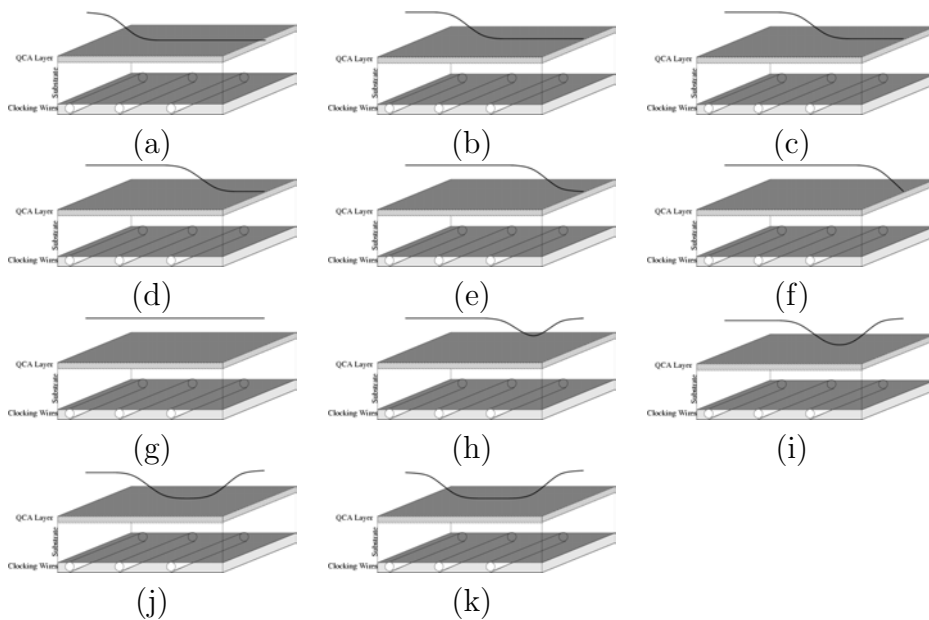 QCA Layer
Substrate
Clocking Wires
(a)
QCA Layer
Substrate
Clocking Wires
(b)
QCA Layer
Substrate
Clocking Wires
(c)
QCA Layer
Substrate
Clocking Wires
(d)
QCA Layer
Substrate
Clocking Wires
(e)
QCA Layer
Substrate
Clocking Wires
(f)
QCA Layer
Substrate
Clocking Wires
(g)
QCA Layer
Substrate
Clocking Wires
(h)
QCA Layer
Substrate
Clocking Wires
(i)
QCA Layer
Substrate
Clocking Wires
(j)
QCA Layer
Substrate
Clocking Wires
(k)